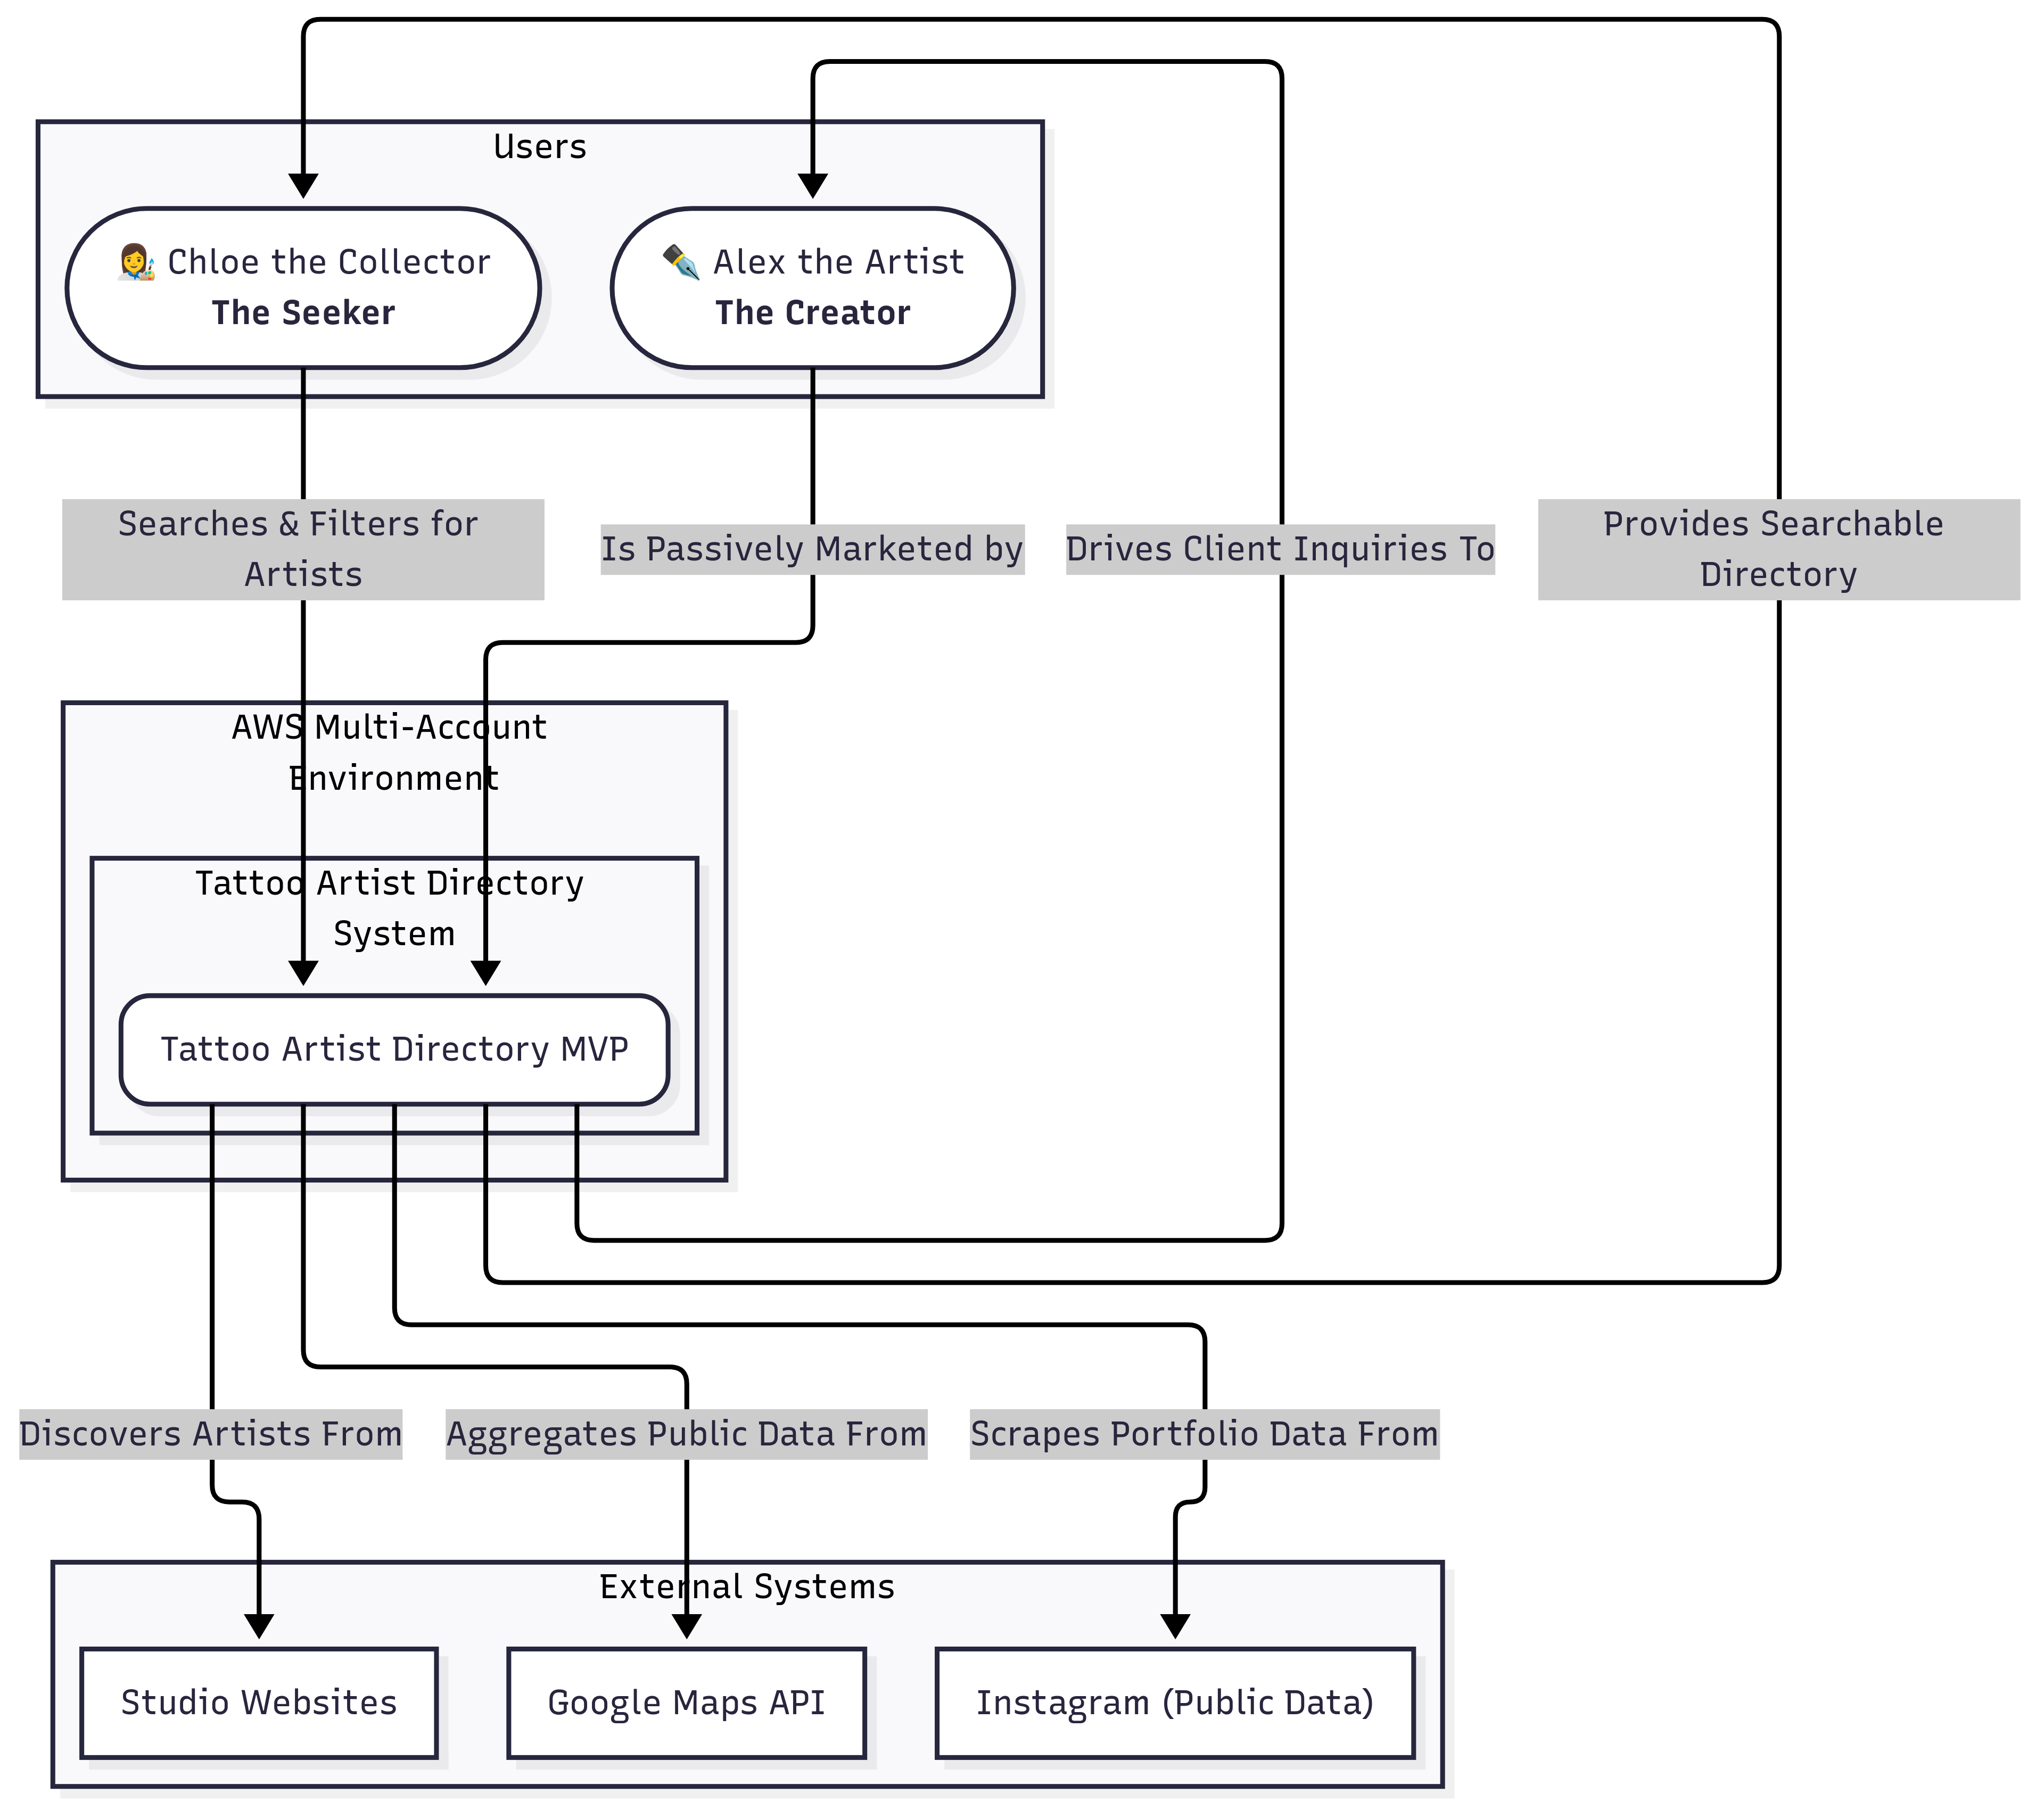 Users
Chloe the Collector
The Seeker
Alex the Artist
The Creator
Searches & Filters for
Artists
Is Passively Marketed by
Drives Client Inquiries To
Provides Searchable
Directory
AWS Multi-Account
Environment
Tattoo Artist Directory
System
Tattoo Artist Directory MVP
Discovers Artists From
Aggregates Public Data From
Scrapes Portfolio Data From
External Systems
Studio Websites
Google Maps API
Instagram (Public Data)